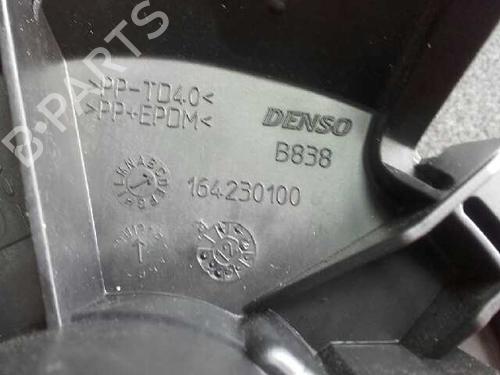 >PP-TD40<
>PP+EPDM<
DENSO
B838
164230100
B-PARTS